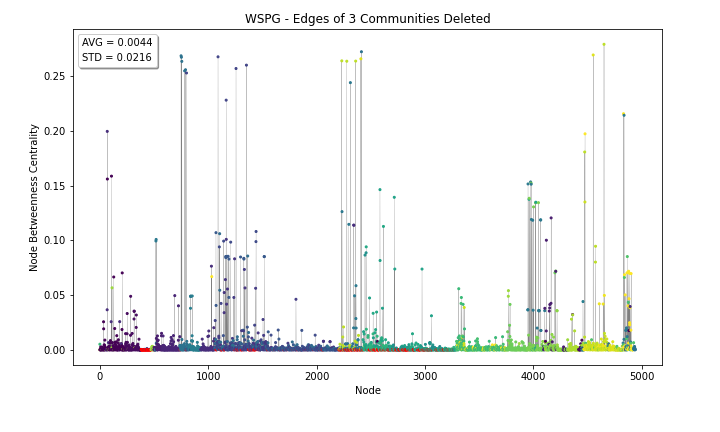 WSPG - Edges of 3 Communities Deleted
AVG = 0.0044
STD = 0.0216
Node Betweenness Centrality
0.25
0.20
0.15
0.10
0.05
0.00
0
1000
2000
3000
4000
5000
Node